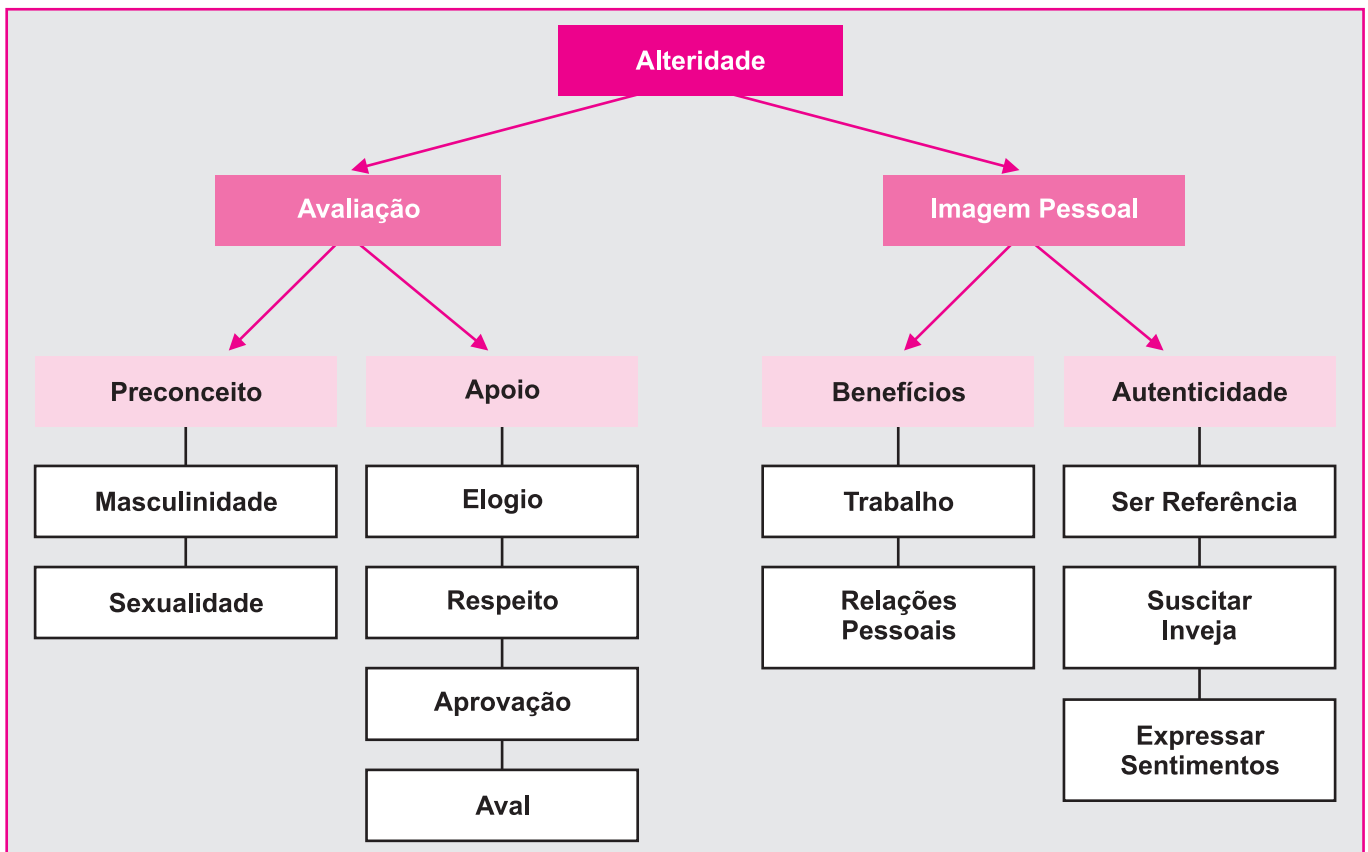 Alteridade
Avaliação
Imagem Pessoal
Preconceito
Apoio
Benefícios
Autenticidade
Masculinidade
Elogio
Trabalho
Ser Referência
Sexualidade
Respeito
Relações
Pessoais
Suscitar
Inveja
Aprovação
Expressar
Sentimentos
Aval